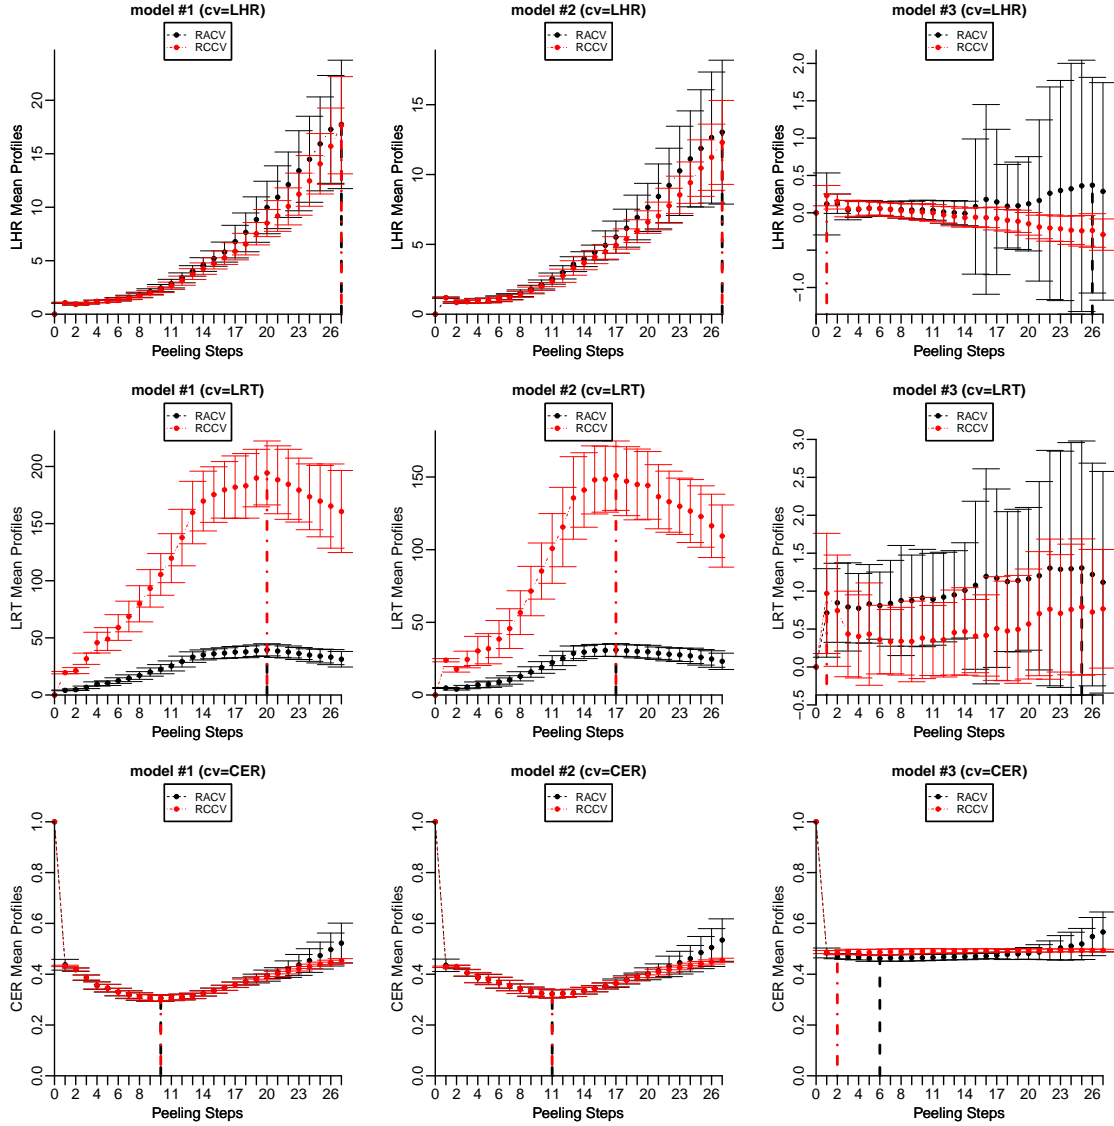 model #1 (cv=LHR)
RACV
RCCV
LHR Mean Profiles
0 5 10 15 20
0 2 4 6 8 11 14 17 20 23 26
Peeling Steps
model #2 (cv=LHR)
RACV
RCCV
LHR Mean Profiles
0 5 10 15
0 2 4 6 8 11 14 17 20 23 26
Peeling Steps
model #3 (cv=LHR)
RACV
RCCV
LHR Mean Profiles
−1.0 0.0 0.5 1.0 1.5 2.0
0 2 4 6 8 11 14 17 20 23 26
Peeling Steps
model #1 (cv=LRT)
RACV
RCCV
LRT Mean Profiles
0 50 100 150 200
0 2 4 6 8 11 14 17 20 23 26
Peeling Steps
model #2 (cv=LRT)
RACV
RCCV
LRT Mean Profiles
0 50 100 150
0 2 4 6 8 11 14 17 20 23 26
Peeling Steps
model #3 (cv=LRT)
RACV
RCCV
LRT Mean Profiles
−0.5 0.0 0.5 1.0 1.5 2.0 2.5 3.0
0 2 4 6 8 11 14 17 20 23 26
Peeling Steps
model #1 (cv=CER)
RACV
RCCV
CER Mean Profiles
0.0 0.2 0.4 0.6 0.8 1.0
0 2 4 6 8 11 14 17 20 23 26
Peeling Steps
model #2 (cv=CER)
RACV
RCCV
CER Mean Profiles
0.0 0.2 0.4 0.6 0.8 1.0
0 2 4 6 8 11 14 17 20 23 26
Peeling Steps
model #3 (cv=CER)
RACV
RCCV
CER Mean Profiles
0.0 0.2 0.4 0.6 0.8 1.0
0 2 4 6 8 11 14 17 20 23 26
Peeling Steps